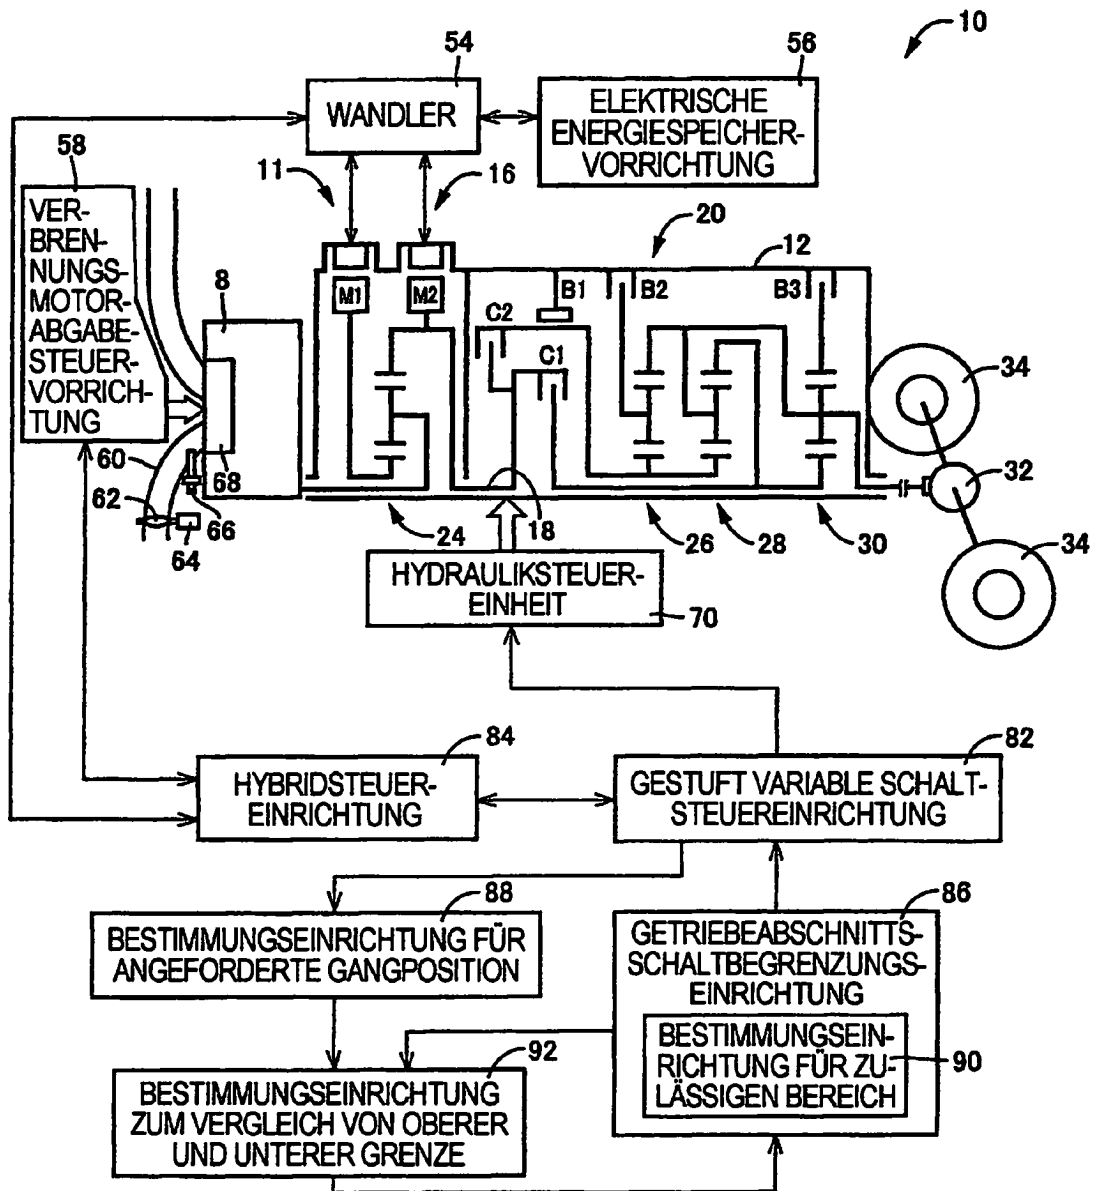 10
54
56
WANDLER
ELEKTRISCHE
ENERGIESPEICHER-
VORRICHTUNG
58
11
16
VER-
BREN-
NUNGS-
MOTOR-
ABGABE-
STEUER-
VORRICH-
TUNG
20
12
8
M1
M2
B1
B2
B3
C2
C1
34
60
68
32
62
66
64
24
18
26
28
30
34
HYDRAULIKSTEUER-
EINHEIT
70
84
82
HYBRIDSTEUER-
EINRICHTUNG
GESTUFT VARIABLE SCHALT-
STEUEREINRICHTUNG
88
86
BESTIMMUNGSEINRICHTUNG FÜR
ANGEFORDERTE GANGPOSITION
GETRIEBEABSCHNITTS-
SCHALTBEGRENZUNGS-
EINRICHTUNG
92
BESTIMMUNGSEIN-
RICHTUNG FÜR ZU-
LÄSSIGEN BEREICH
90
BESTIMMUNGSEINRICHTUNG
ZUM VERGLEICH VON OBERER
UND UNTERER GRENZE